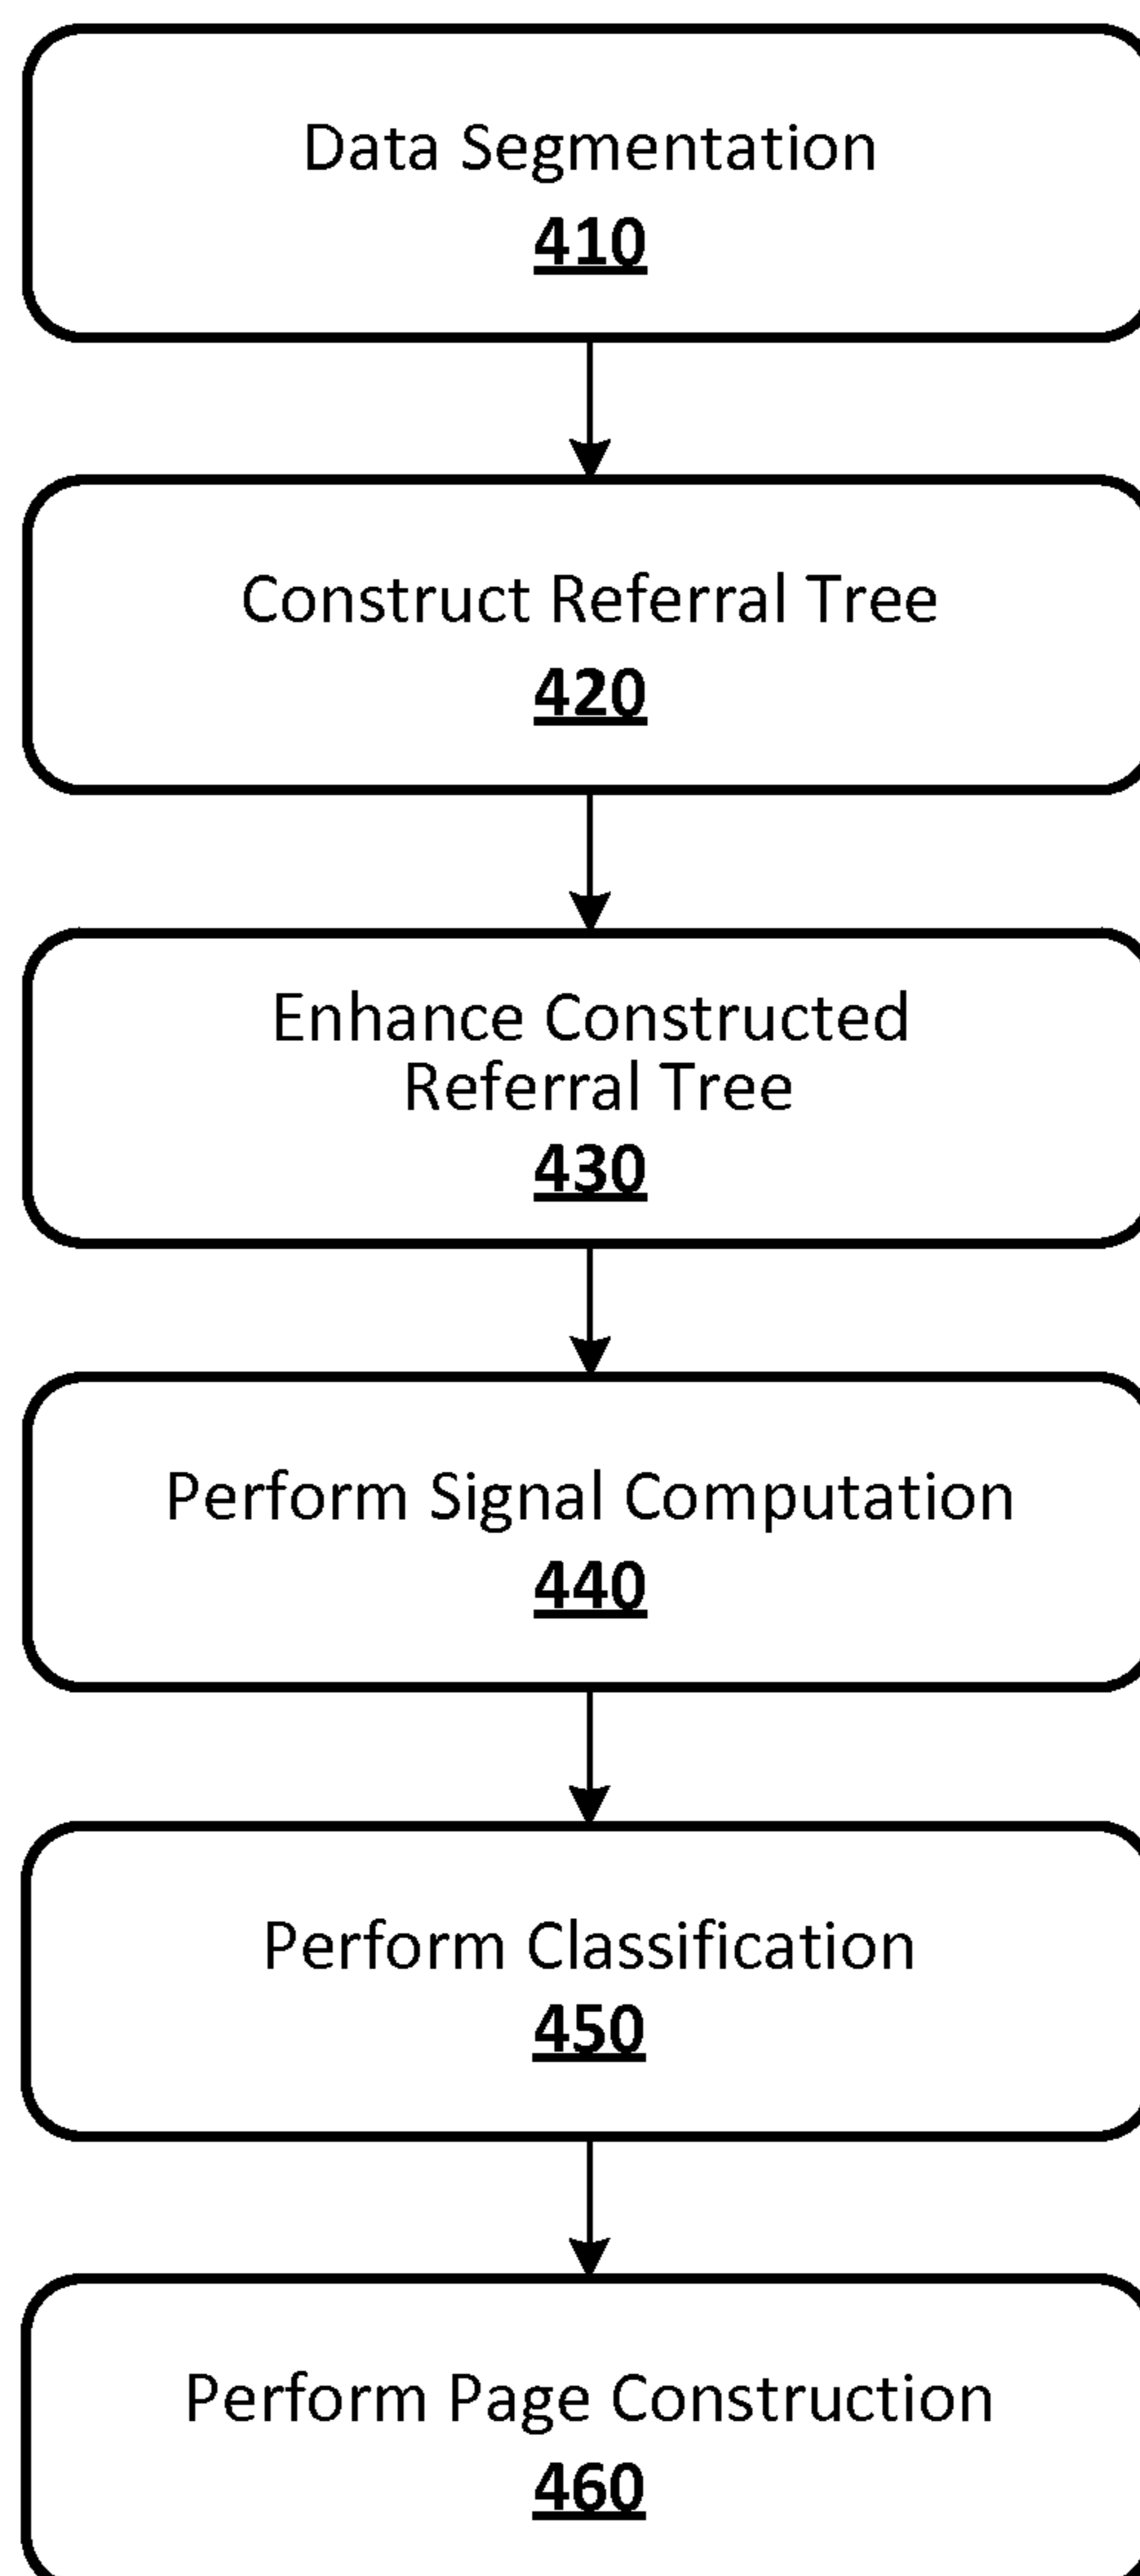 Data Segmentation
410
Construct Referral Tree
420
Enhance Constructed
Referral Tree
430
Perform Signal Computation
440
Perform Classification
450
Perform Page Construction
460